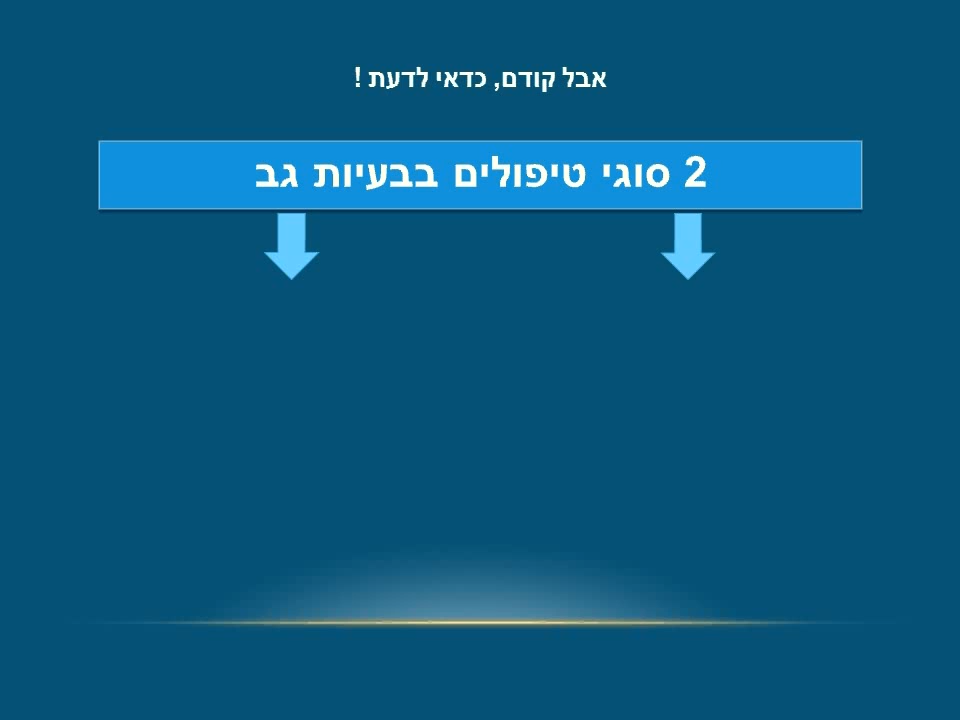 אבל קודם, כדאי לדעת !
2 סוגי טיפולים בבעיות גב